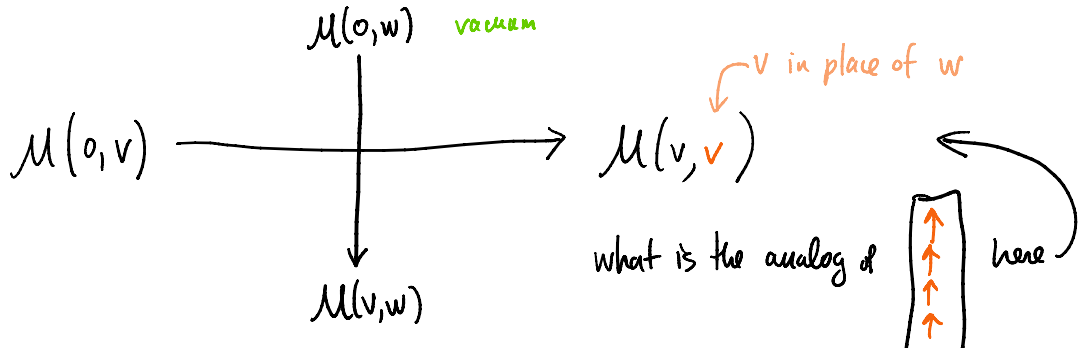 M(0,w) vacuum
v in place of w
M(0,v) M(v,v)
what is the analog of here
M(v,w)